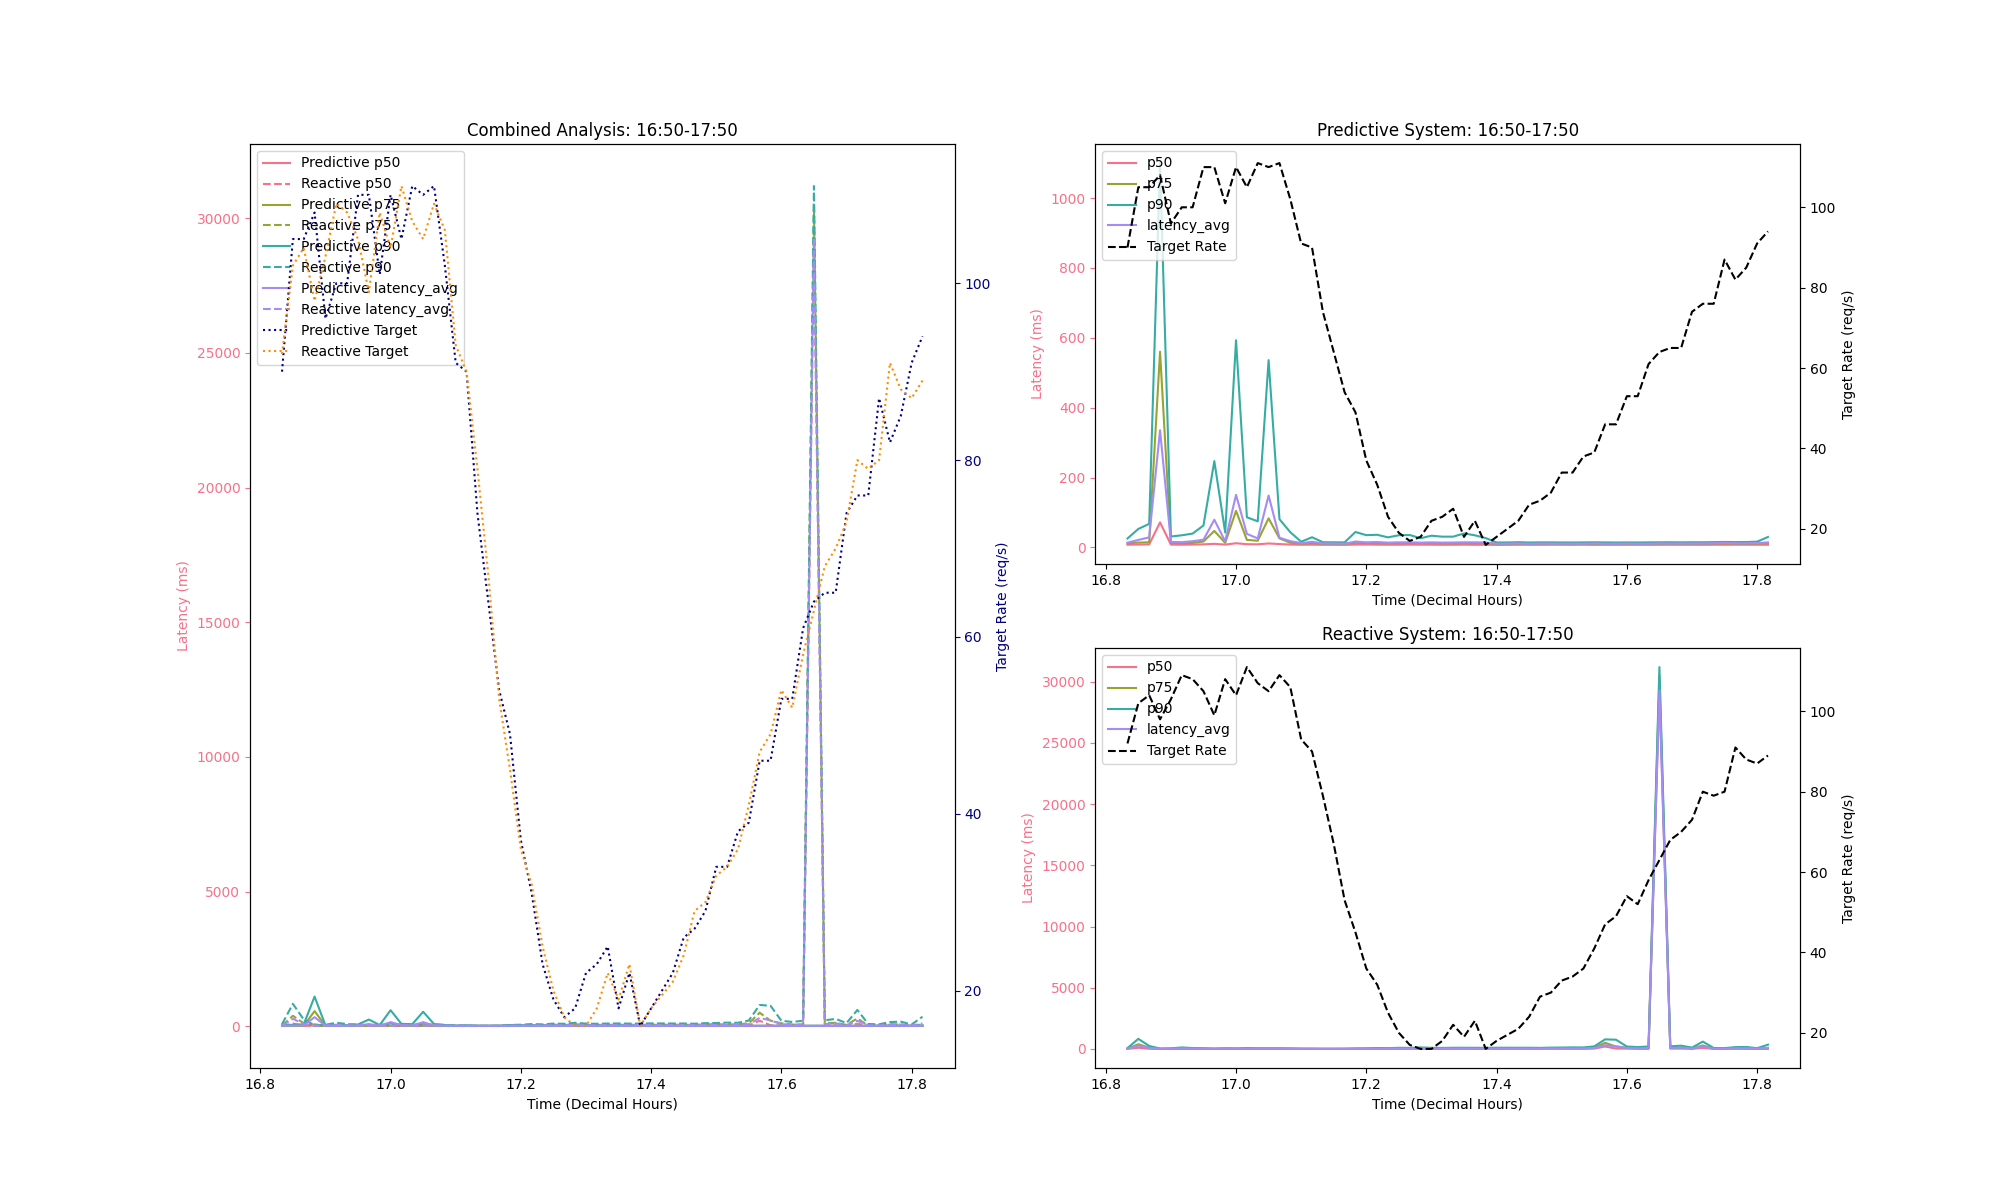 Combined Analysis: 16:50-17:50
Predictive p50
Reactive p50
Predictive p75
Reactive p75
Predictive p90
Reactive p90
Predictive latency_avg
Reactive latency_avg
Predictive Target
Reactive Target
30000
25000
20000
15000
10000
5000
0
Latency (ms)
100
80
60
40
20
Target Rate (req/s)
16.8 17.0 17.2 17.4 17.6 17.8
Time (Decimal Hours)
Predictive System: 16:50-17:50
p50
p75
p90
latency_avg
Target Rate
1000
800
600
400
200
0
Latency (ms)
100
80
60
40
20
Target Rate (req/s)
16.8 17.0 17.2 17.4 17.6 17.8
Time (Decimal Hours)
Reactive System: 16:50-17:50
p50
p75
p90
latency_avg
Target Rate
30000
25000
20000
15000
10000
5000
0
Latency (ms)
100
80
60
40
20
Target Rate (req/s)
16.8 17.0 17.2 17.4 17.6 17.8
Time (Decimal Hours)